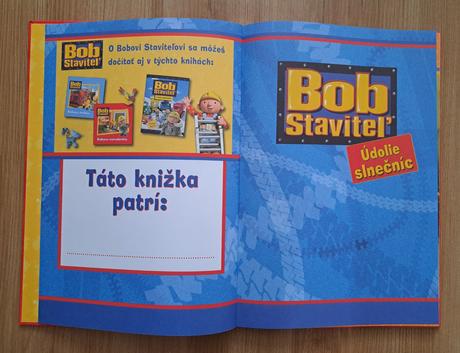 Bob
Staviteľ
O Bobovi Staviteľovi sa môžeš
dočítať aj v týchto knihách:
Táto knižka
patrí:
Bob
Staviteľ
Údolie
slnečníc